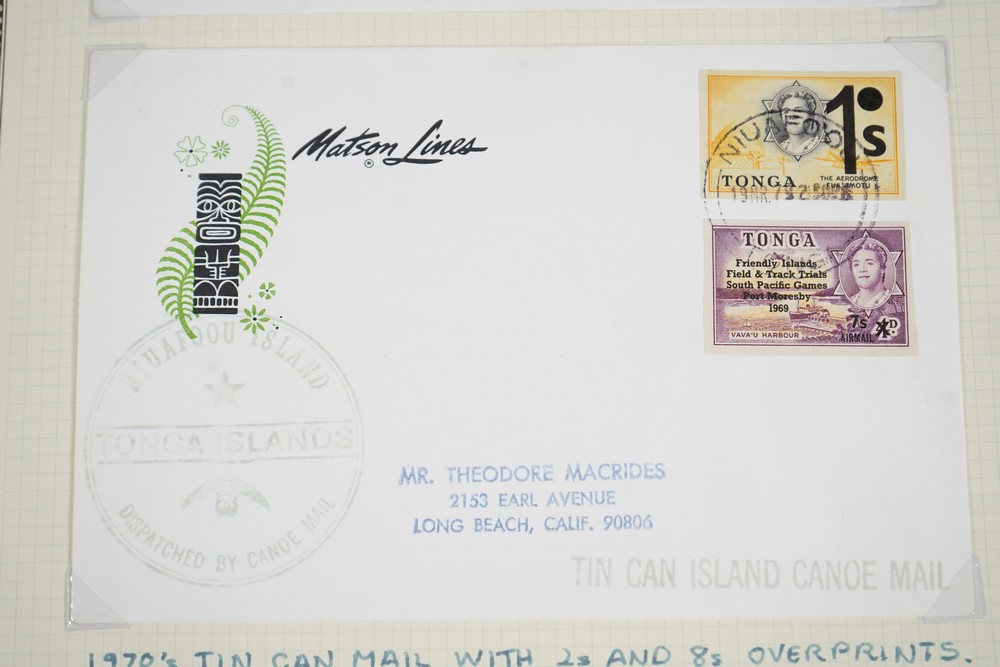 Matson Lines
®
1s
TONGA
THE AERODROME
FUA'AMOTU
NIUAFOOU
TONGA
Friendly Islands
Field & Track Trials
South Pacific Games
Port Moresby
1969
7s
4D
AIRMAIL
VAVA'U HARBOUR
NIUAFOOU ISLAND
TONGA ISLANDS
DISPATCHED BY CANOE MAIL
MR. THEODORE MACRIDES
2153 EARL AVENUE
LONG BEACH, CALIF. 90806
TIN CAN ISLAND CANOE MAIL
1970's TIN CAN MAIL WITH 2s AND 8s OVERPRINTS.